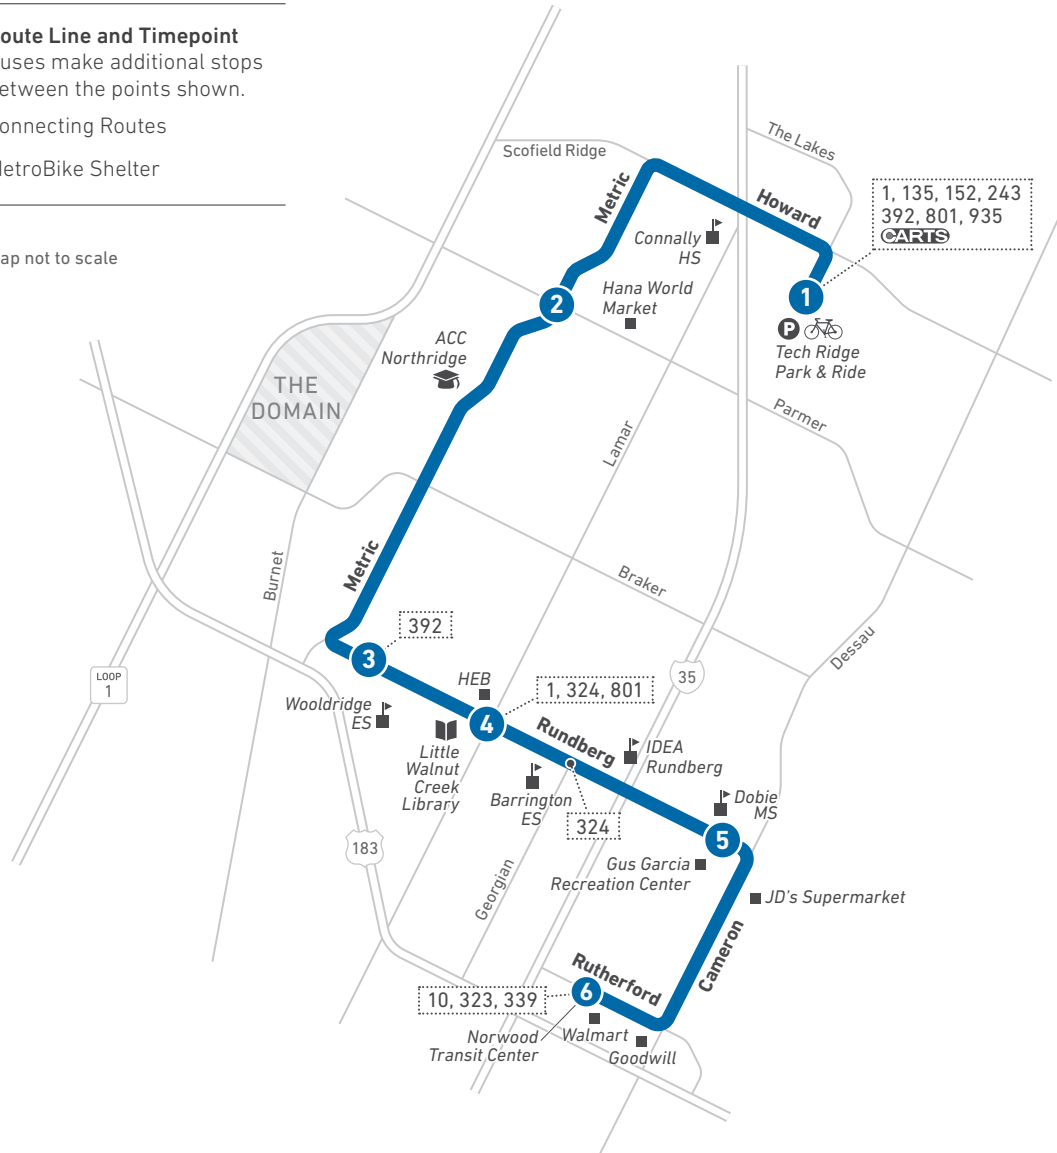 oute Line and Timepoint
uses make additional stops
etween the points shown.
onnecting Routes
MetroBike Shelter
ap not to scale
Scofield Ridge
The Lakes
Metric
Howard
1, 135, 152, 243
392, 801, 935
CARTS
Connally
HS
Hana World
Market
1
2
P
Tech Ridge
Park & Ride
ACC
Northridge
THE
DOMAIN
Parmer
Lamar
Metric
Burnet
Braker
Dessau
392
3
LOOP
1
35
HEB
1, 324, 801
Wooldridge
ES
4
Rundberg
Little
Walnut
Creek
Library
IDEA
Rundberg
Barrington
ES
324
Dobie
MS
5
183
Gus Garcia
Recreation Center
Georgian
JD's Supermarket
Cameron
Rutherford
6
10, 323, 339
Norwood
Transit Center
Walmart
Goodwill